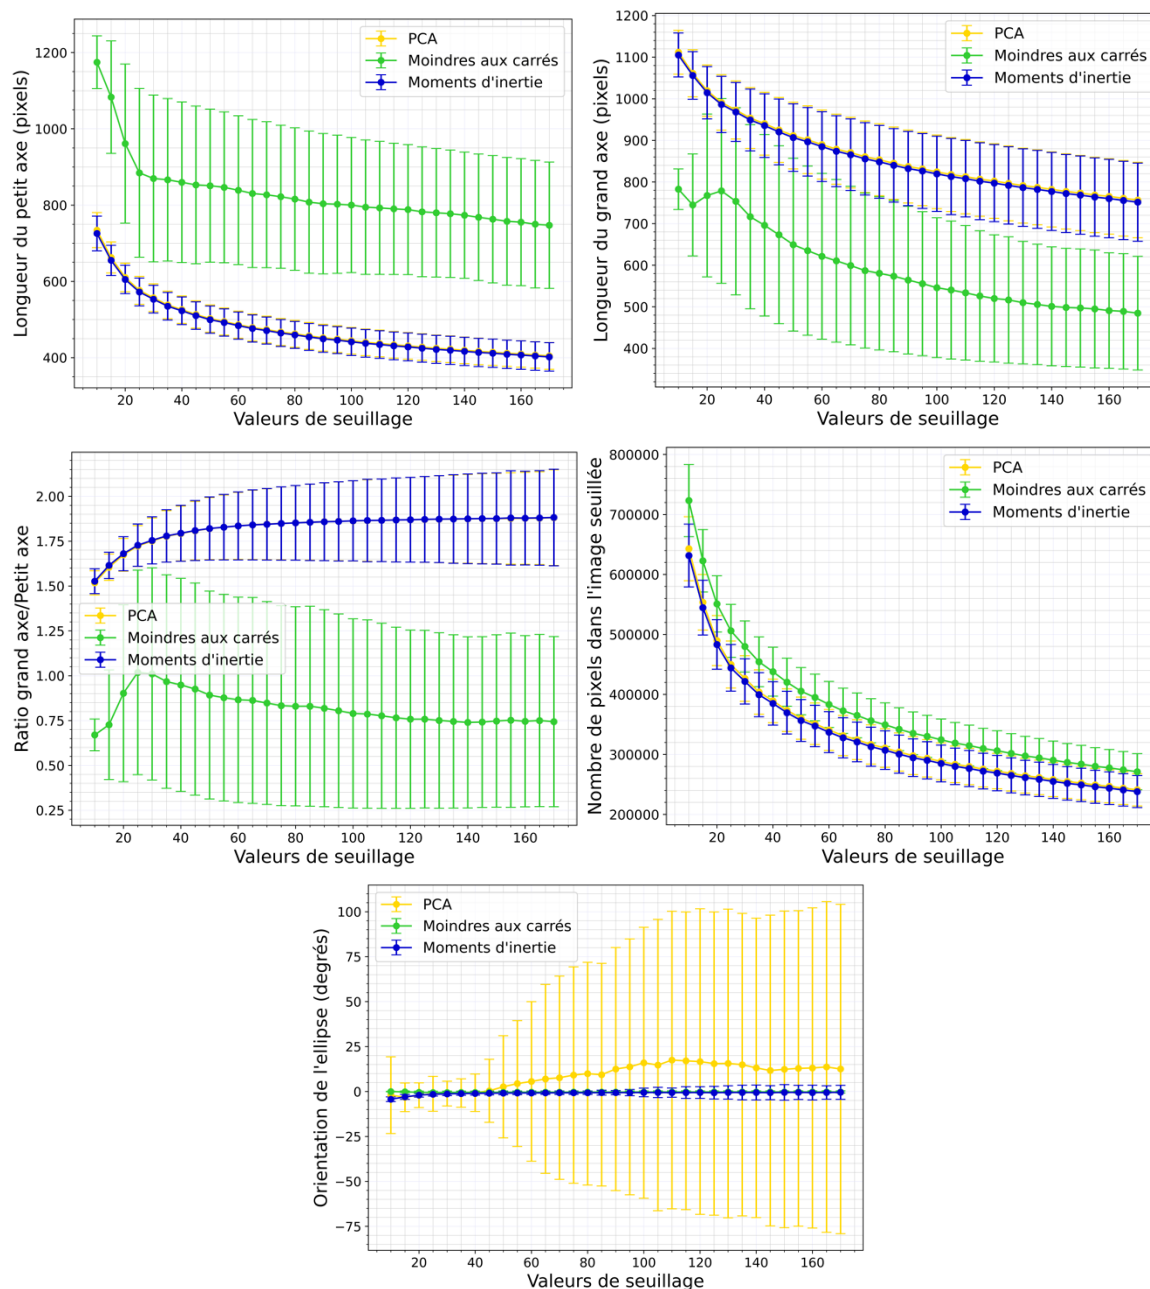 Longueur du petit axe (pixels)
1200
1000
800
600
400
PCA
Moindres aux carrés
Moments d'inertie
20 40 60 80 100 120 140 160
Valeurs de seuillage
Longueur du grand axe (pixels)
1200
1100
1000
900
800
700
600
500
400
PCA
Moindres aux carrés
Moments d'inertie
20 40 60 80 100 120 140 160
Valeurs de seuillage
Ratio grand axe/Petit axe
2.00
1.75
1.50
1.25
1.00
0.75
0.50
0.25
PCA
Moindres aux carrés
Moments d'inertie
20 40 60 80 100 120 140 160
Valeurs de seuillage
Nombre de pixels dans l'image seuillée
800000
700000
600000
500000
400000
300000
200000
PCA
Moindres aux carrés
Moments d'inertie
20 40 60 80 100 120 140 160
Valeurs de seuillage
Orientation de l'ellipse (degrés)
100
75
50
25
0
−25
−50
−75
PCA
Moindres aux carrés
Moments d'inertie
20 40 60 80 100 120 140 160
Valeurs de seuillage